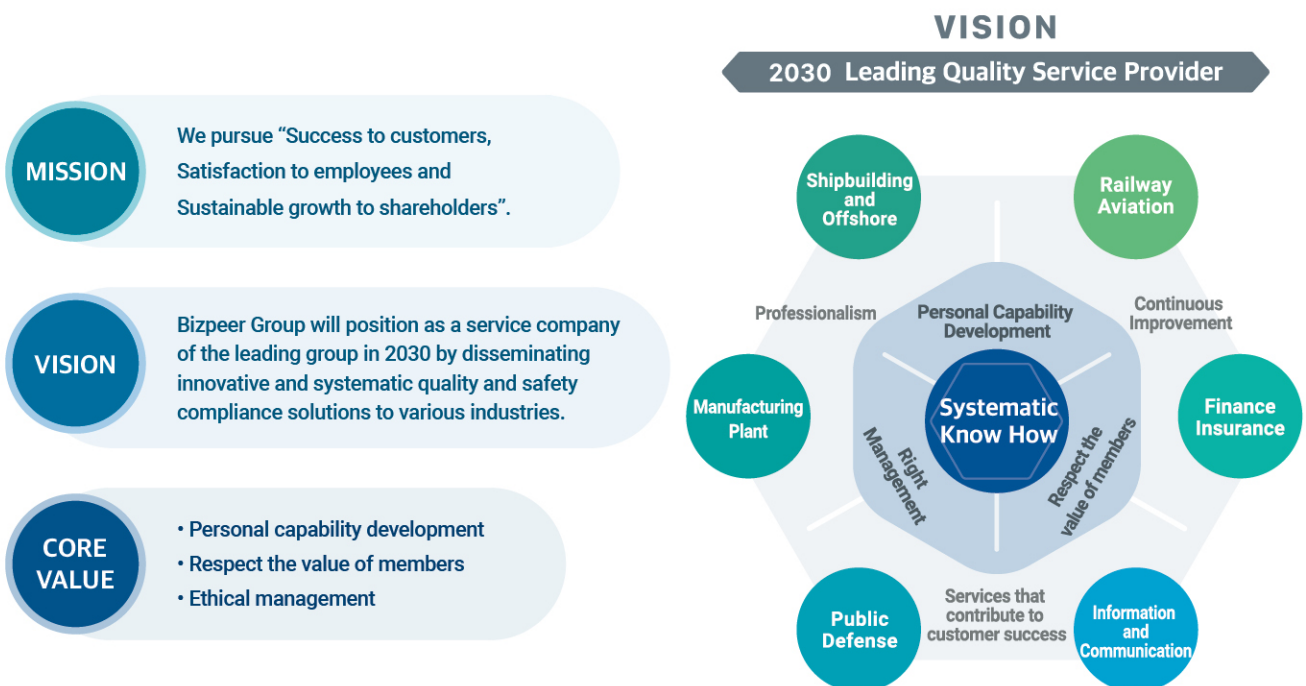 MISSION
We pursue “Success to customers,
Satisfaction to employees and
Sustainable growth to shareholders”.
VISION
Bizpeer Group will position as a service company
of the leading group in 2030 by disseminating
innovative and systematic quality and safety
compliance solutions to various industries.
CORE
VALUE
• Personal capability development
• Respect the value of members
• Ethical management
VISION
2030 Leading Quality Service Provider
Shipbuilding
and
Offshore
Railway
Aviation
Professionalism
Personal Capability
Development
Continuous
Improvement
Manufacturing
Plant
Systematic
Know How
Finance
Insurance
Right
Management
Respect the
value of members
Public
Defense
Services that
contribute to
customer success
Information
and
Communication